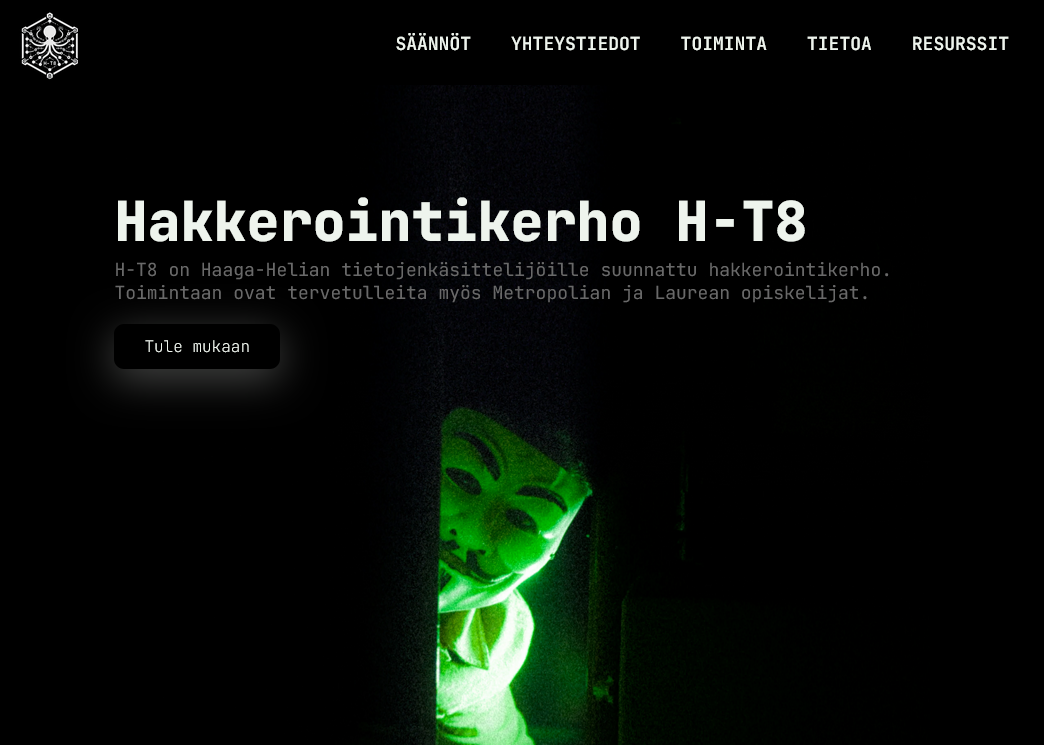 SÄÄNNÖT YHTEYSTIEDOT TOIMINTA TIETOA RESURSSIT
Hakkerointikerho H-T8
H-T8 on Haaga-Helian tietojenkäsittelijöille suunnattu hakkerointikerho.
Toimintaan ovat tervetulleita myös Metropolian ja Laurean opiskelijat.
Tule mukaan